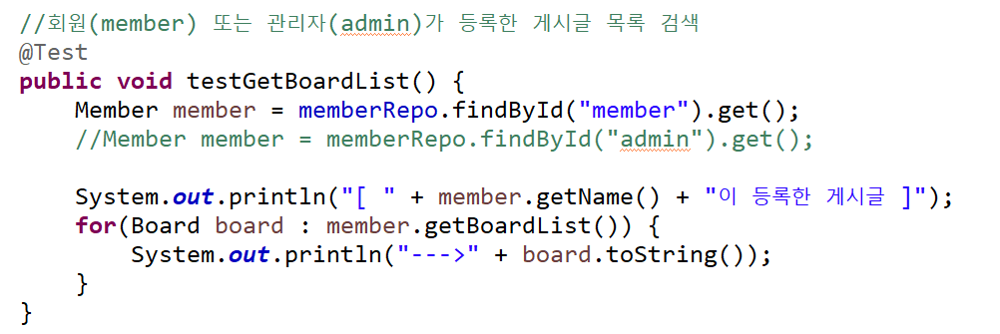 //회원(member) 또는 관리자(admin)가 등록한 게시글 목록 검색
@Test
public void testGetBoardList() {
    Member member = memberRepo.findById("member").get();
    //Member member = memberRepo.findById("admin").get();

    System.out.println("[ " + member.getName() + "이 등록한 게시글 ]");
    for(Board board : member.getBoardList()) {
        System.out.println("--->" + board.toString());
    }
}